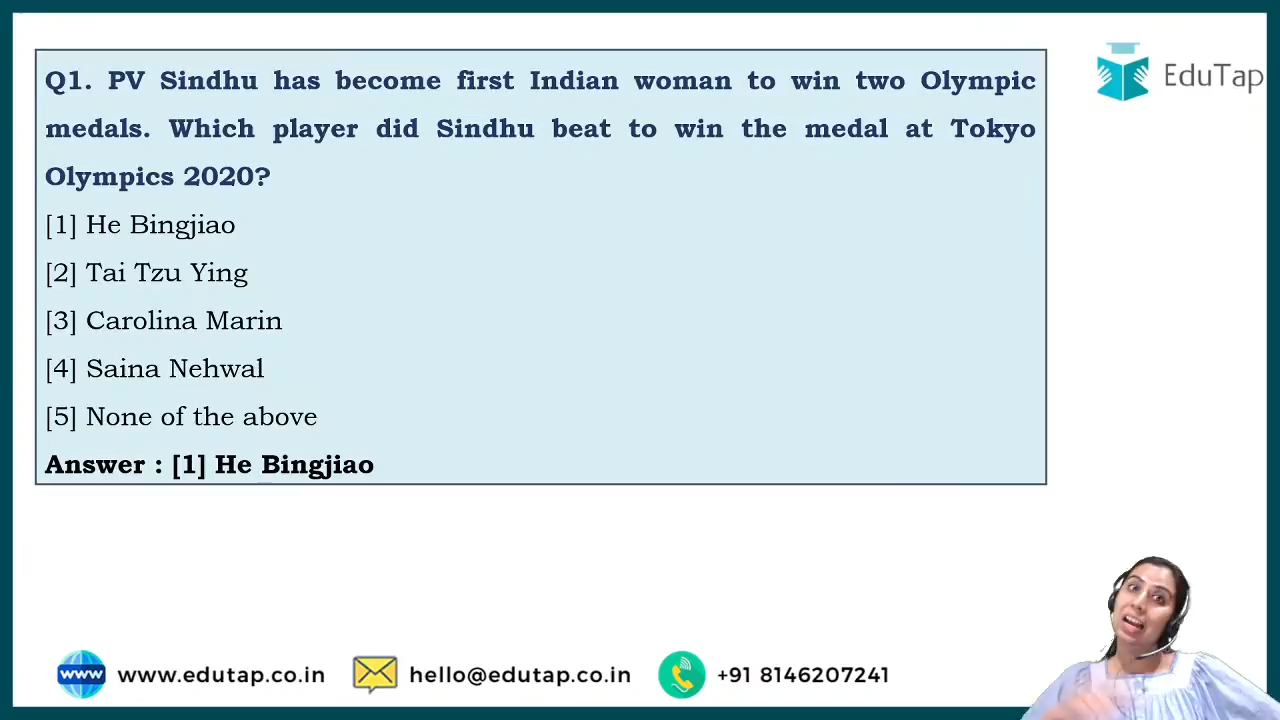 Q1. PV Sindhu has become first Indian woman to win two Olympic
medals. Which player did Sindhu beat to win the medal at Tokyo
Olympics 2020?
[1] He Bingjiao
[2] Tai Tzu Ying
[3] Carolina Marin
[4] Saina Nehwal
[5] None of the above
Answer : [1] He Bingjiao
EduTap
www www.edutap.co.in hello@edutap.co.in +91 8146207241